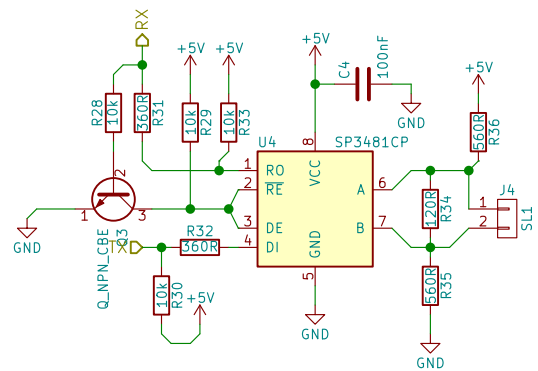 RX
+5V
+5V
+5V
C4
100nF
+5V
GND
R28
10k
360R
R31
10k
R29
10k
R33
560R
R36
U4
SP3481CP
8
VCC
1
RO
2
RE
3
DE
4
DI
A
6
B
7
GND
5
2
1
3
Q3
Q_NPN_CBE
GND
TX
R32
360R
10k
R30
+5V
120R
R34
J4
1
2
SL1
560R
R35
GND
GND